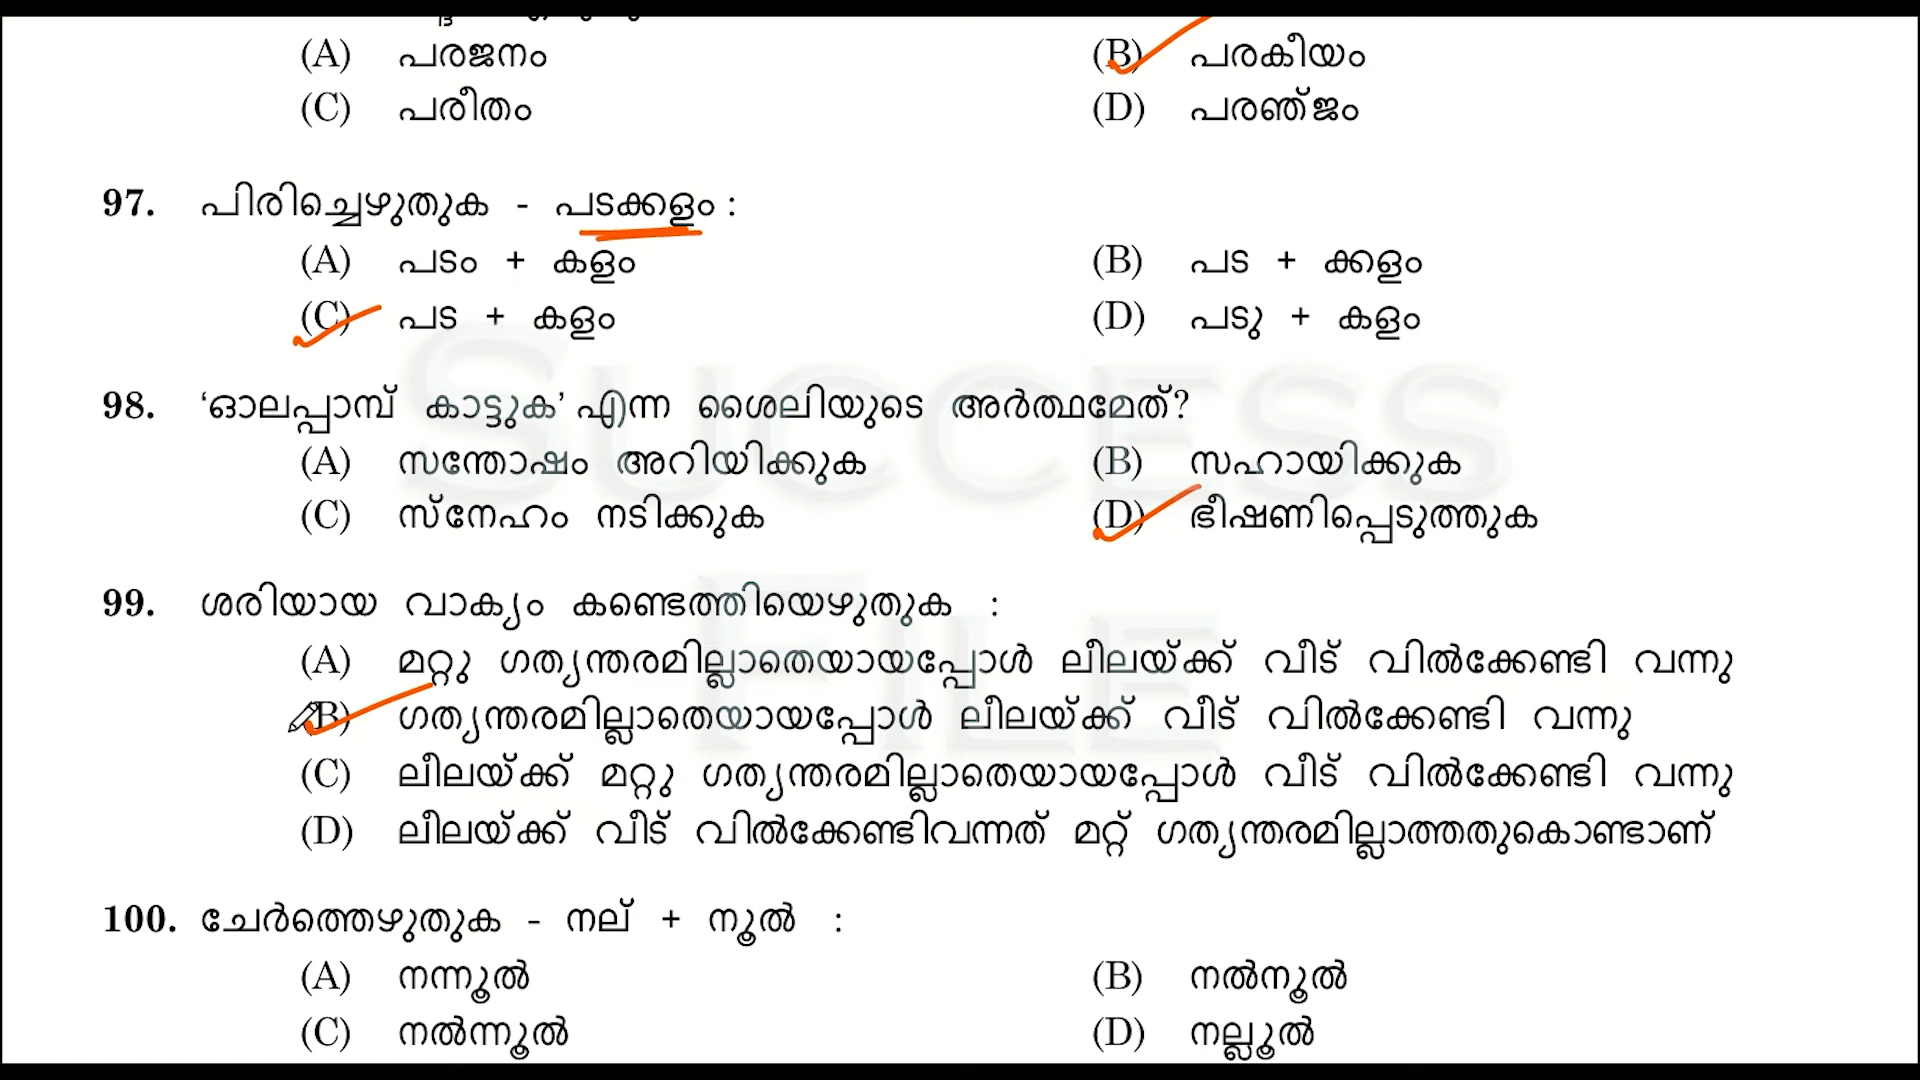 (A) പരജനം (B) പരകീയം
(C) പരീതം (D) പരഞ്ജം
97. പിരിച്ചെഴുതുക - പടക്കളം :
(A) പടം + കളം (B) പട + ക്കളം
(C) പട + കളം (D) പടു + കളം
98. ‘ഓലപ്പാമ്പ് കാട്ടുക’ എന്ന ശൈലിയുടെ അർത്ഥമേത്?
(A) സന്തോഷം അറിയിക്കുക (B) സഹായിക്കുക
(C) സ്നേഹം നടിക്കുക (D) ഭീഷണിപ്പെടുത്തുക
99. ശരിയായ വാക്യം കണ്ടെത്തിയെഴുതുക :
(A) മറ്റു ഗത്യന്തരമില്ലാതെയായപ്പോൾ ലീലയ്ക്ക് വീട് വിൽക്കേണ്ടി വന്നു
(B) ഗത്യന്തരമില്ലാതെയായപ്പോൾ ലീലയ്ക്ക് വീട് വിൽക്കേണ്ടി വന്നു
(C) ലീലയ്ക്ക് മറ്റു ഗത്യന്തരമില്ലാതെയായപ്പോൾ വീട് വിൽക്കേണ്ടി വന്നു
(D) ലീലയ്ക്ക് വീട് വിൽക്കേണ്ടിവന്നത് മറ്റ് ഗത്യന്തരമില്ലാത്തതുകൊണ്ടാണ്
100. ചേർത്തെഴുതുക - നല് + നൂൽ :
(A) നന്നൂൽ (B) നൽനൂൽ
(C) നൽന്നൂൽ (D) നല്ലൂൽ
SUCCESS
FILE